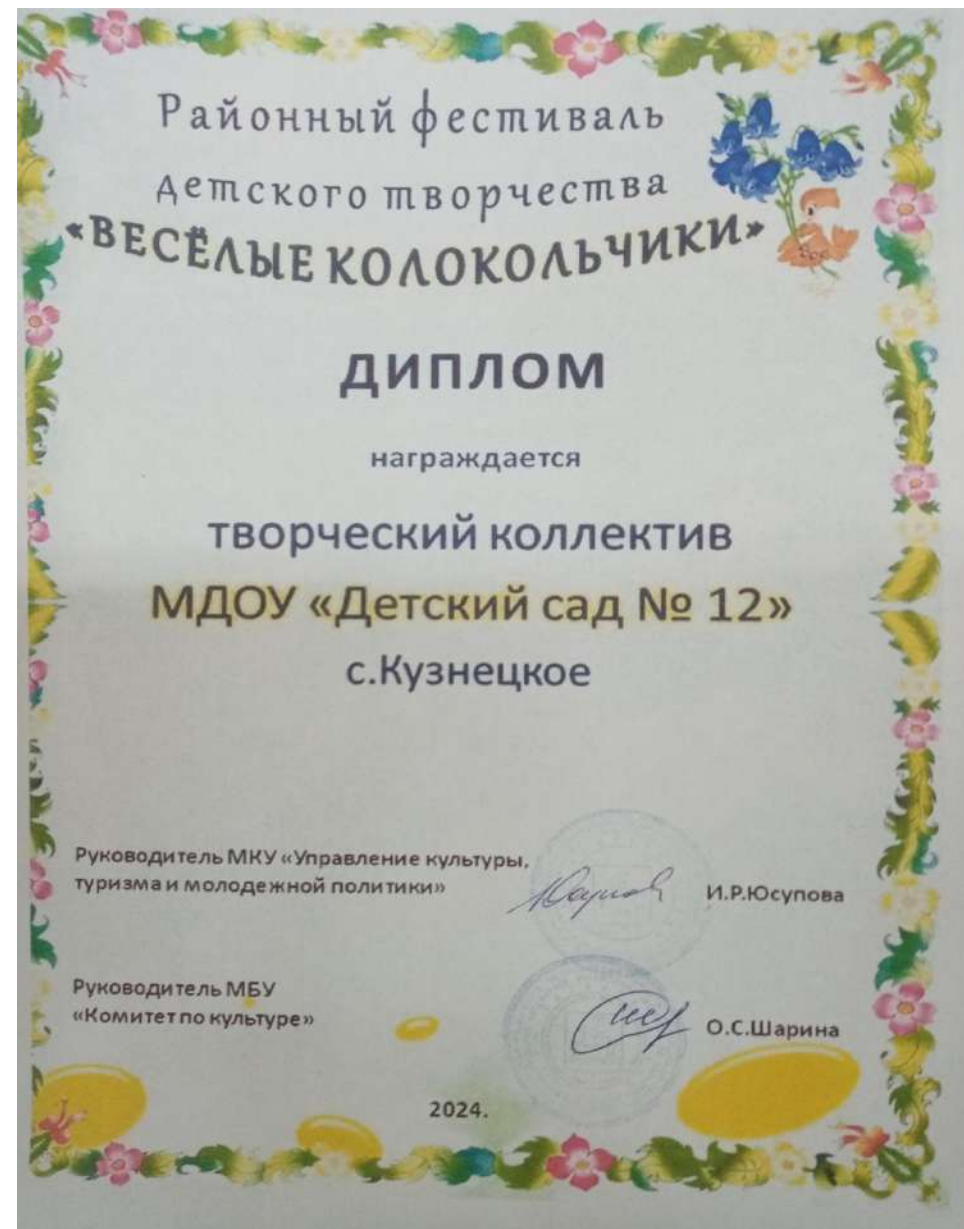 Районный фестиваль
детского творчества
«ВЕСЁЛЫЕ КОЛОКОЛЬЧИКИ»
ДИПЛОМ
награждается
творческий коллектив
МДОУ «Детский сад № 12»
с.Кузнецкое
Руководитель МКУ «Управление культуры,
туризма и молодежной политики»
И.Р.Юсупова
Руководитель МБУ
«Комитет по культуре»
О.С.Шарина
2024.